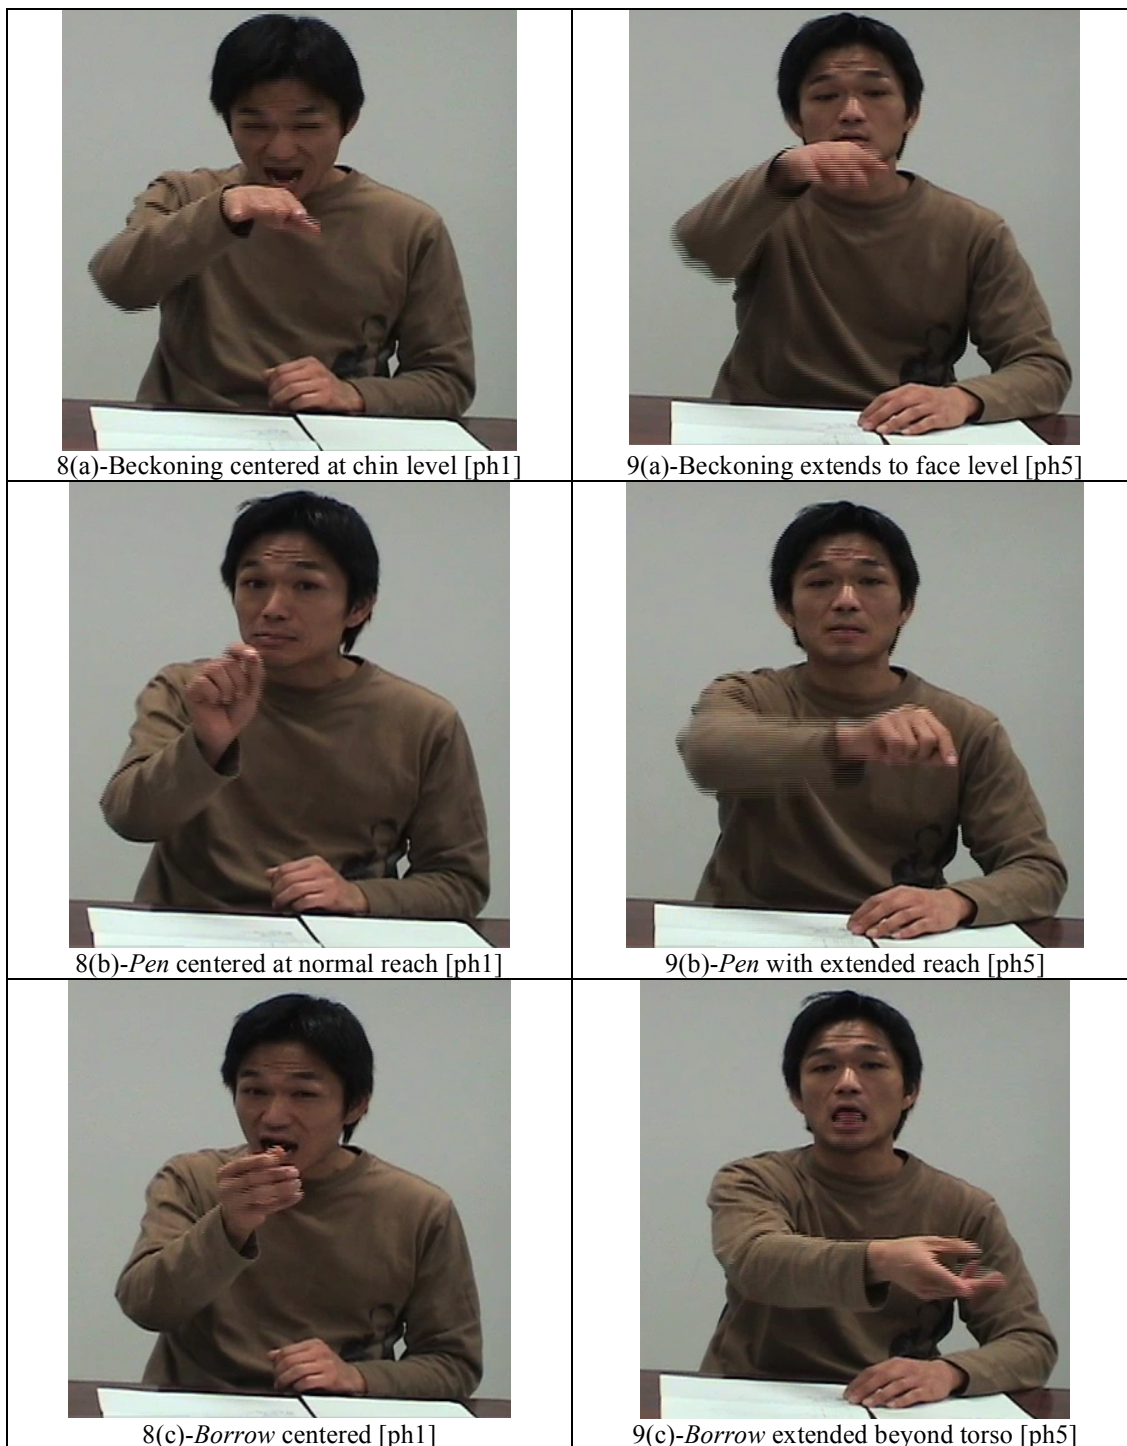 8(a)-Beckoning centered at chin level [ph1]
9(a)-Beckoning extends to face level [ph5]
8(b)-Pen centered at normal reach [ph1]
9(b)-Pen with extended reach [ph5]
8(c)-Borrow centered [ph1]
9(c)-Borrow extended beyond torso [ph5]